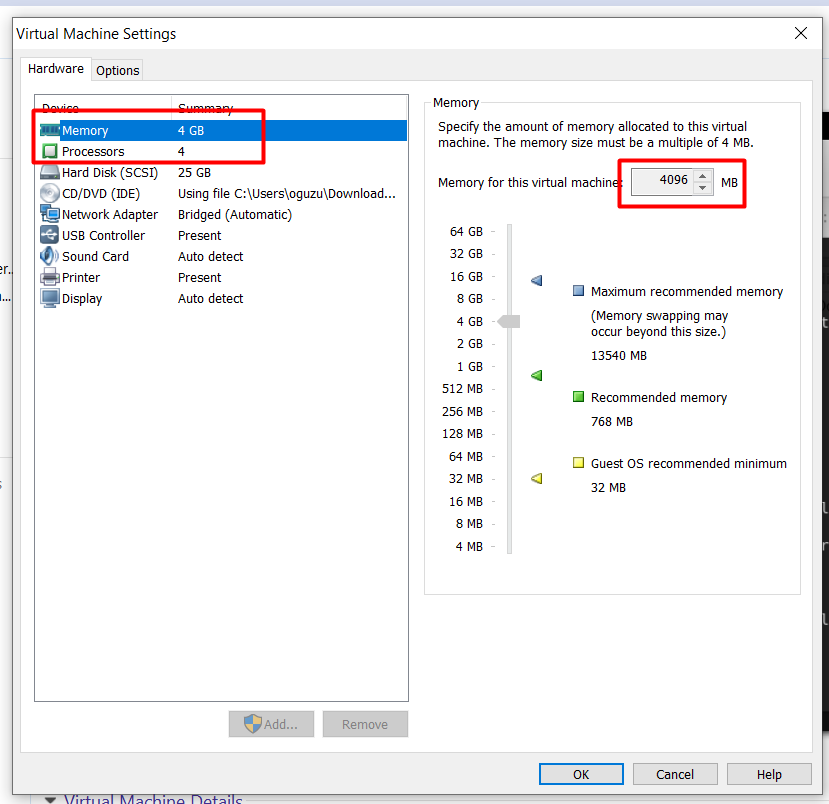 Virtual Machine Settings
Hardware
Options
Device Summary
Memory 4 GB
Processors 4
Hard Disk (SCSI) 25 GB
CD/DVD (IDE) Using file C:\Users\oguzu\Download...
Network Adapter Bridged (Automatic)
USB Controller Present
Sound Card Auto detect
Printer Present
Display Auto detect
Add...
Remove
Memory
Specify the amount of memory allocated to this virtual
machine. The memory size must be a multiple of 4 MB.
Memory for this virtual machine: 4096 MB
64 GB
32 GB
16 GB
8 GB
4 GB
2 GB
1 GB
512 MB
256 MB
128 MB
64 MB
32 MB
16 MB
8 MB
4 MB
Maximum recommended memory
(Memory swapping may
occur beyond this size.)
13540 MB
Recommended memory
768 MB
Guest OS recommended minimum
32 MB
OK
Cancel
Help
Virtual Machine Details